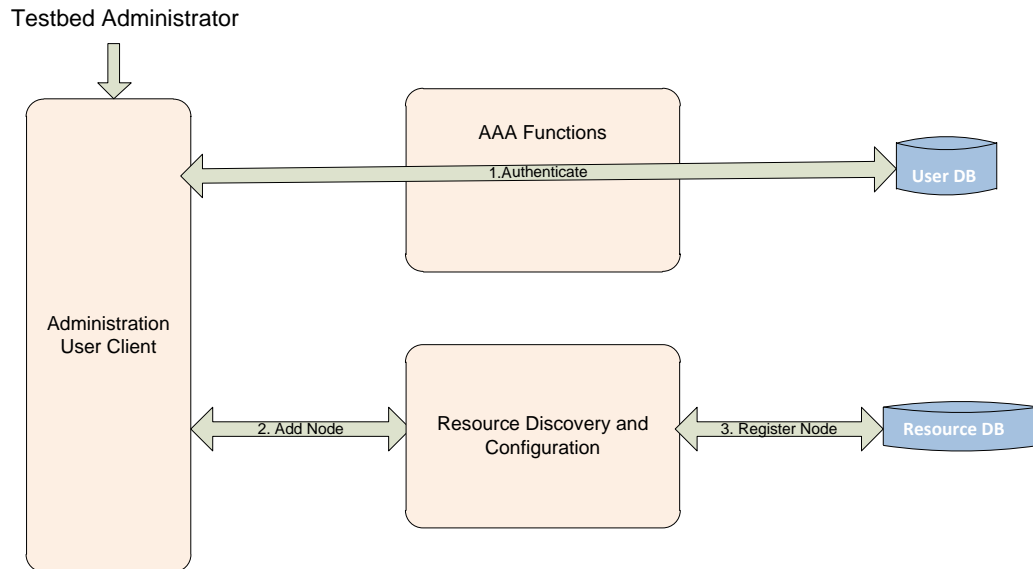 Testbed Administrator
AAA Functions
1.Authenticate
User DB
Administration
User Client
2. Add Node
Resource Discovery and
Configuration
3. Register Node
Resource DB